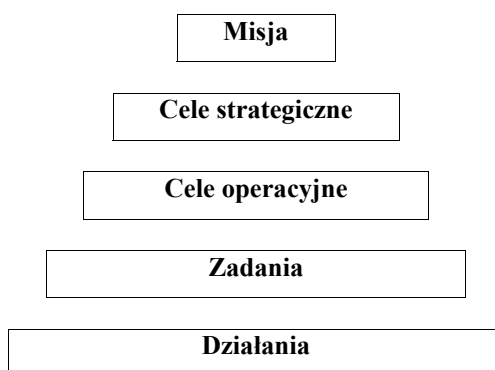 Misja
Cele strategiczne
Cele operacyjne
Zadania
Działania